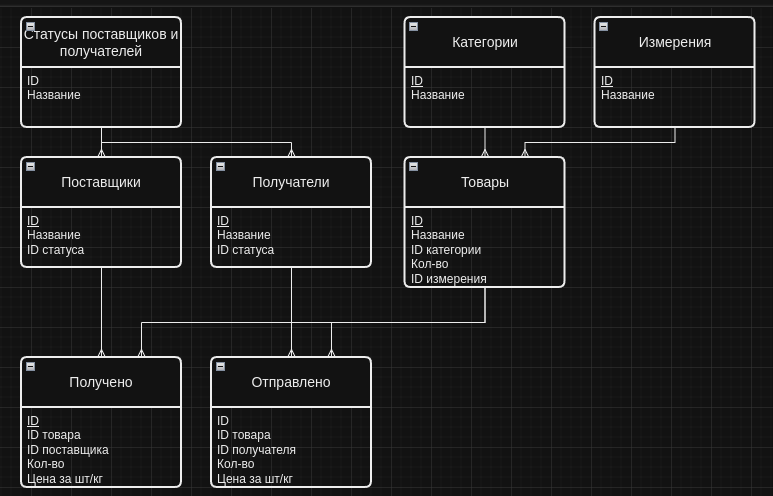 Статусы поставщиков и
получателей
ID
Название
Категории
ID
Название
Измерения
ID
Название
Поставщики
ID
Название
ID статуса
Получатели
ID
Название
ID статуса
Товары
ID
Название
ID категории
Кол-во
ID измерения
Получено
ID
ID товара
ID поставщика
Кол-во
Цена за шт/кг
Отправлено
ID
ID товара
ID получателя
Кол-во
Цена за шт/кг